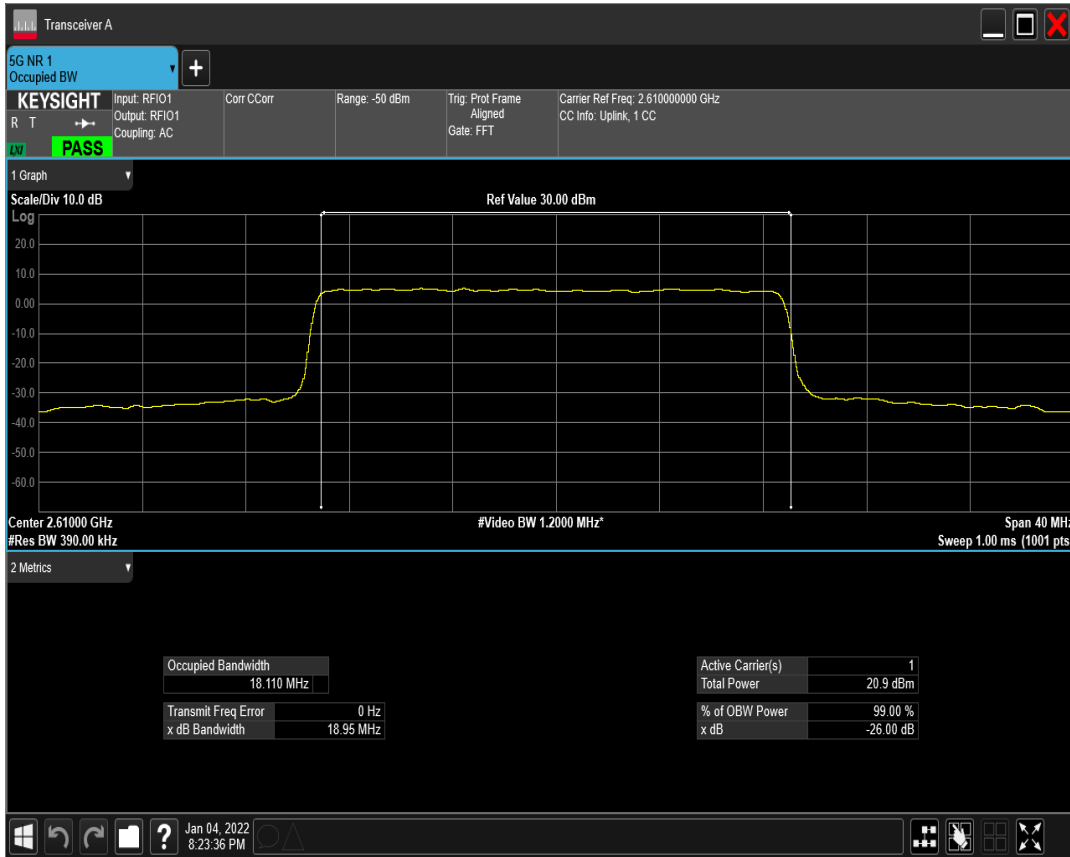 Transceiver A
5G NR 1
Occupied BW
KEYSIGHT
R T
LXI
PASS
Input: RFIO1
Output: RFIO1
Coupling: AC
Corr CCorr
Range: -50 dBm
Trig: Prot Frame
Aligned
Gate: FFT
Carrier Ref Freq: 2.610000000 GHz
CC Info: Uplink, 1 CC
1 Graph
Scale/Div 10.0 dB
Ref Value 30.00 dBm
Log
20.0
10.0
0.00
-10.0
-20.0
-30.0
-40.0
-50.0
-60.0
Center 2.61000 GHz
#Video BW 1.2000 MHz*
Span 40 MHz
#Res BW 390.00 kHz
Sweep 1.00 ms (1001 pts
2 Metrics
Occupied Bandwidth
18.110 MHz
Transmit Freq Error 0 Hz
x dB Bandwidth 18.95 MHz
Active Carrier(s) 1
Total Power 20.9 dBm
% of OBW Power 99.00 %
x dB -26.00 dB
?
Jan 04, 2022
8:23:36 PM